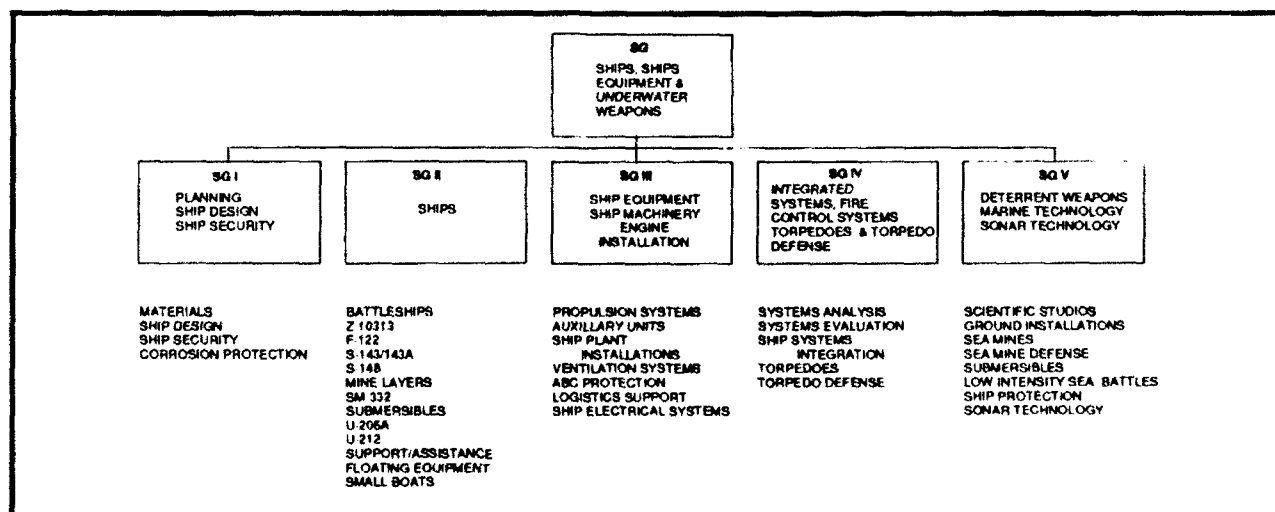 SG
SHIPS, SHIPS
EQUIPMENT &
UNDERWATER
WEAPONS
SG I
PLANNING
SHIP DESIGN
SHIP SECURITY
SG II
SHIPS
SG III
SHIP EQUIPMENT
SHIP MACHINERY
ENGINE
INSTALLATION
SG IV
INTEGRATED
SYSTEMS, FIRE
CONTROL SYSTEMS
TORPEDOES & TORPEDO
DEFENSE
SG V
DETERRENT WEAPONS
MARINE TECHNOLOGY
SONAR TECHNOLOGY
MATERIALS
SHIP DESIGN
SHIP SECURITY
CORROSION PROTECTION
BATTLESHIPS
Z 10313
F-122
S-143/143A
S-148
MINE LAYERS
SM 332
SUBMERSIBLES
U-206A
U-212
SUPPORT/ASSISTANCE
FLOATING EQUIPMENT
SMALL BOATS
PROPULSION SYSTEMS
AUXILLARY UNITS
SHIP PLANT
INSTALLATIONS
VENTILATION SYSTEMS
ABC PROTECTION
LOGISTICS SUPPORT
SHIP ELECTRICAL SYSTEMS
SYSTEMS ANALYSIS
SYSTEMS EVALUATION
SHIP SYSTEMS
INTEGRATION
TORPEDOES
TORPEDO DEFENSE
SCIENTIFIC STUDIOS
GROUND INSTALLATIONS
SEA MINES
SEA MINE DEFENSE
SUBMERSIBLES
LOW INTENSITY SEA BATTLES
SHIP PROTECTION
SONAR TECHNOLOGY